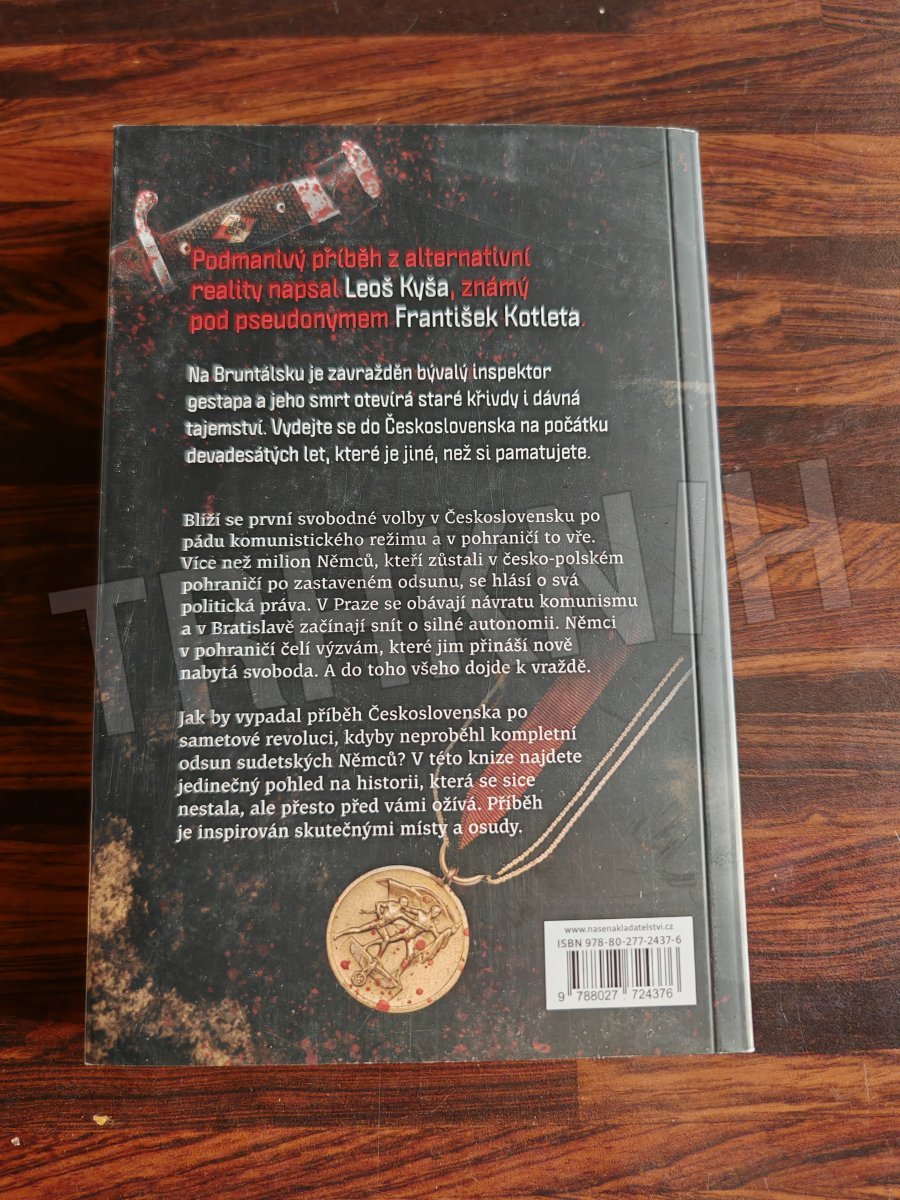 Podmanivý příběh z alternativní
reality napsal Leoš Kyša, známý
pod pseudonymem František Kotleta.
Na Bruntálsku je zavražděn bývalý inspektor
gestapa a jeho smrt otevírá staré křivdy i dávná
tajemství. Vydejte se do Československa na počátku
devadesátých let, které je jiné, než si pamatujete.
Blíží se první svobodné volby v Československu po
pádu komunistického režimu a v pohraničí to vře.
Více než milion Němců, kteří zůstali v česko-polském
pohraničí po zastaveném odsunu, se hlásí o svá
politická práva. V Praze se obávají návratu komunismu
a v Bratislavě začínají snít o silné autonomii. Němci
v pohraničí čelí výzvám, které jim přináší nově
nabytá svoboda. A do toho všeho dojde k vraždě.
Jak by vypadal příběh Československa po
sametové revoluci, kdyby neproběhl kompletní
odsun sudetských Němců? V této knize najdete
jedinečný pohled na historii, která se sice
nestala, ale přesto před vámi ožívá. Příběh
je inspirován skutečnými místy a osudy.
www.nasenakladatelstvi.cz
ISBN 978-80-277-2437-6
9 788027 724376